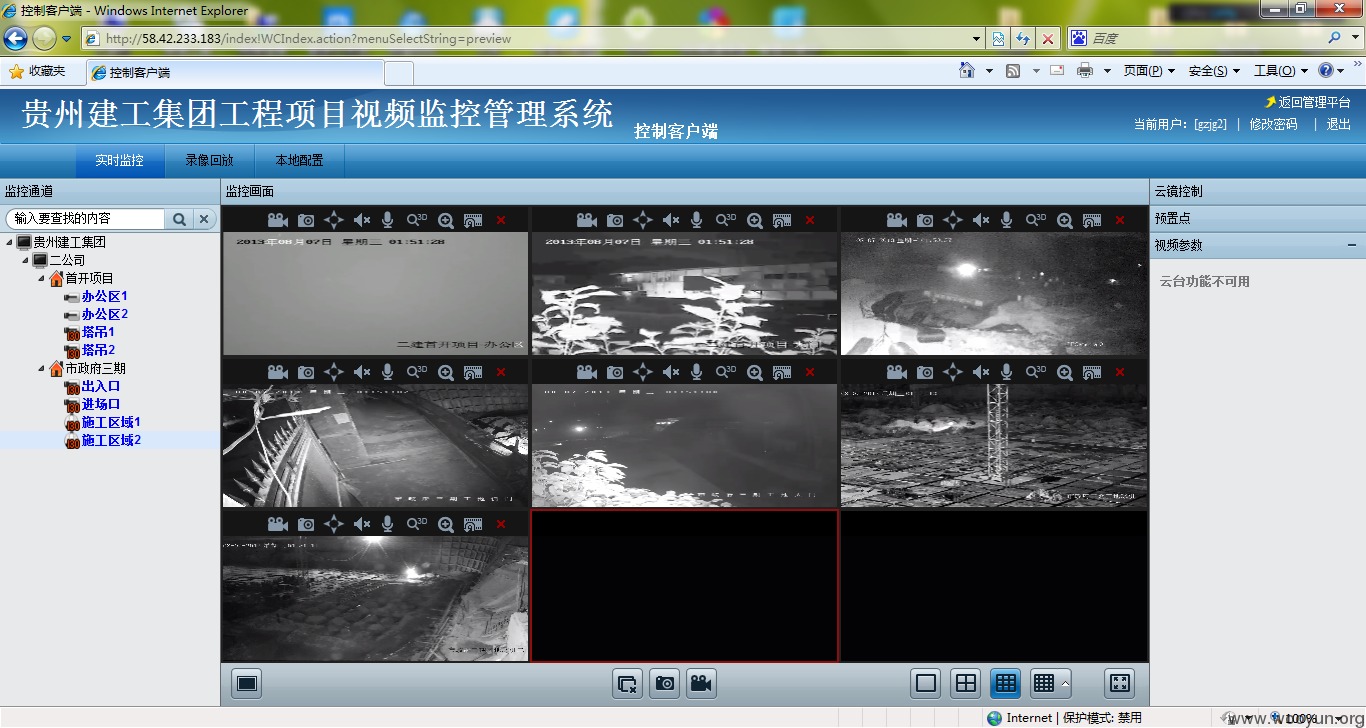 控制客户端 - Windows Internet Explorer
http://58.42.233.183/index!WCIndex.action?menuSelectString=preview
百度
收藏夹
控制客户端
页面(P)
安全(S)
工具(O)
贵州建工集团工程项目视频监控管理系统
控制客户端
返回管理平台
当前用户：[gzjg2] | 修改密码 | 退出
实时监控
录像回放
本地配置
监控通道
监控画面
云镜控制
输入要查找的内容
预置点
视频参数
云台功能不可用
贵州建工集团
二公司
首开项目
办公区1
办公区2
塔吊1
塔吊2
市政府三期
出入口
进场口
施工区域1
施工区域2
2013年08月07日 星期三 01:51:28
二建首开项目-办公区
2013年08月07日 星期三 01:51:28
Internet | 保护模式: 禁用
100%
www.wooyun.org